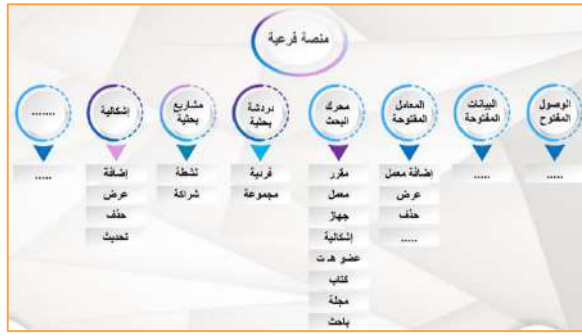 منصة فرعية
الوصول
المفتوح
البيانات
المفتوحة
المعامل
المفتوحة
محرك
البحث
دردشة
بحثية
مشاريع
بحثية
إشكالية
.......
.....
.....
إضافة معمل
عرض
حذف
.....
مقرر
معمل
جهاز
إشكالية
عضو هـ ت
كتاب
مجلة
باحث
فردية
مجموعة
نشطة
شراكة
إضافة
عرض
حذف
تحديث
.....